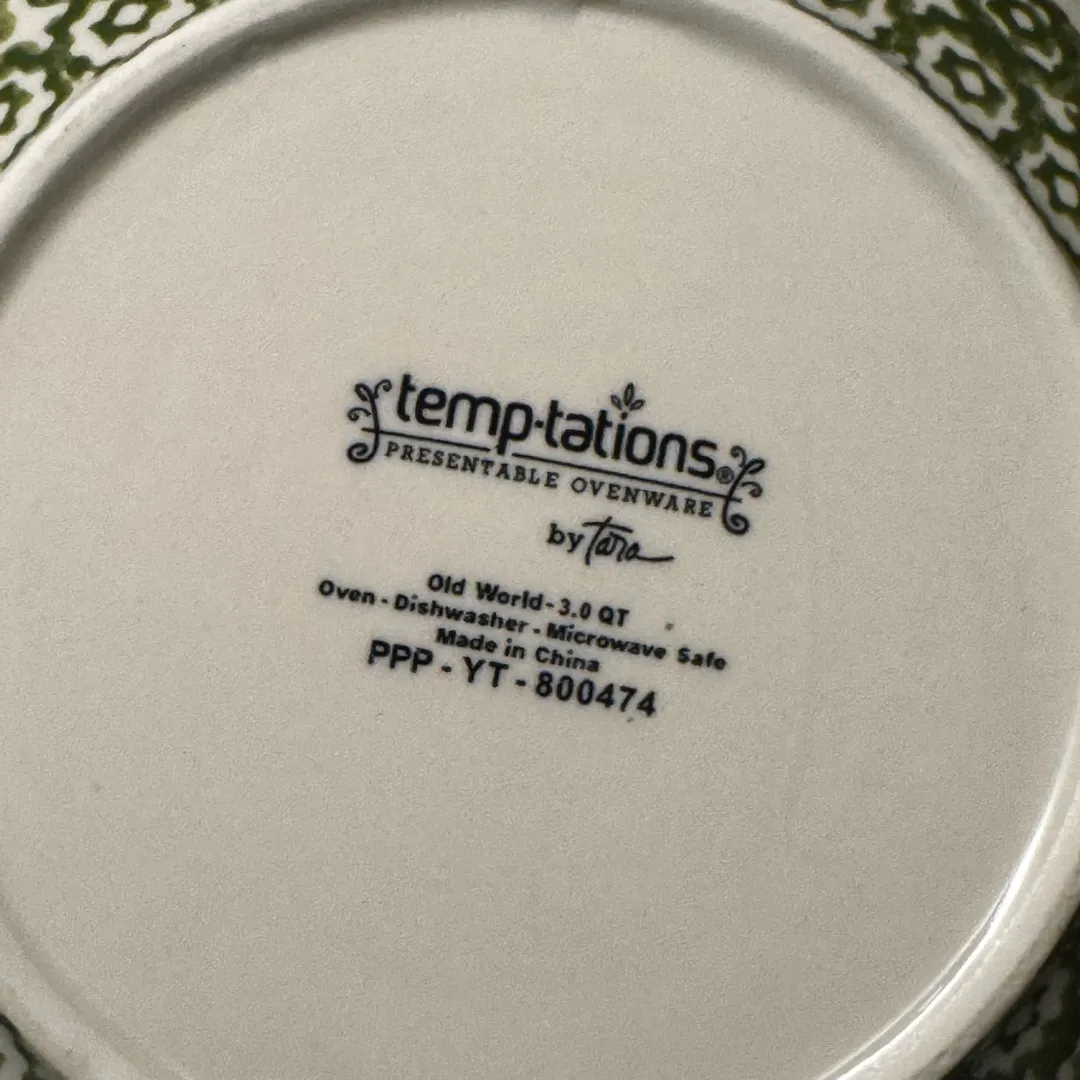 temp·tations®
PRESENTABLE OVENWARE
by Tara
Old World-3.0 QT
Oven - Dishwasher - Microwave Safe
Made in China
PPP - YT - 800474